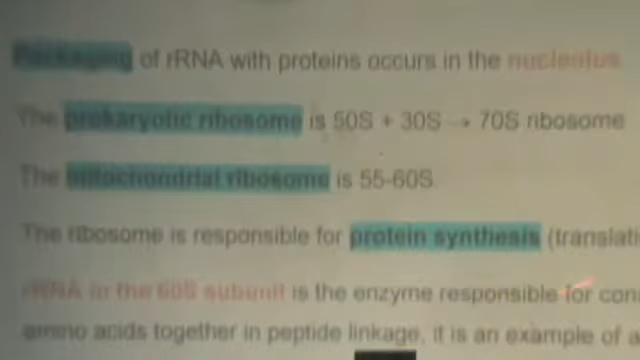 Packaging of rRNA with proteins occurs in the nucleolus
The prokaryotic ribosome is 50S + 30S → 70S ribosome
The mitochondrial ribosome is 55-60S.
The ribosome is responsible for protein synthesis (translati
rRNA in the 60S subunit is the enzyme responsible for con
amino acids together in peptide linkage, it is an example of a